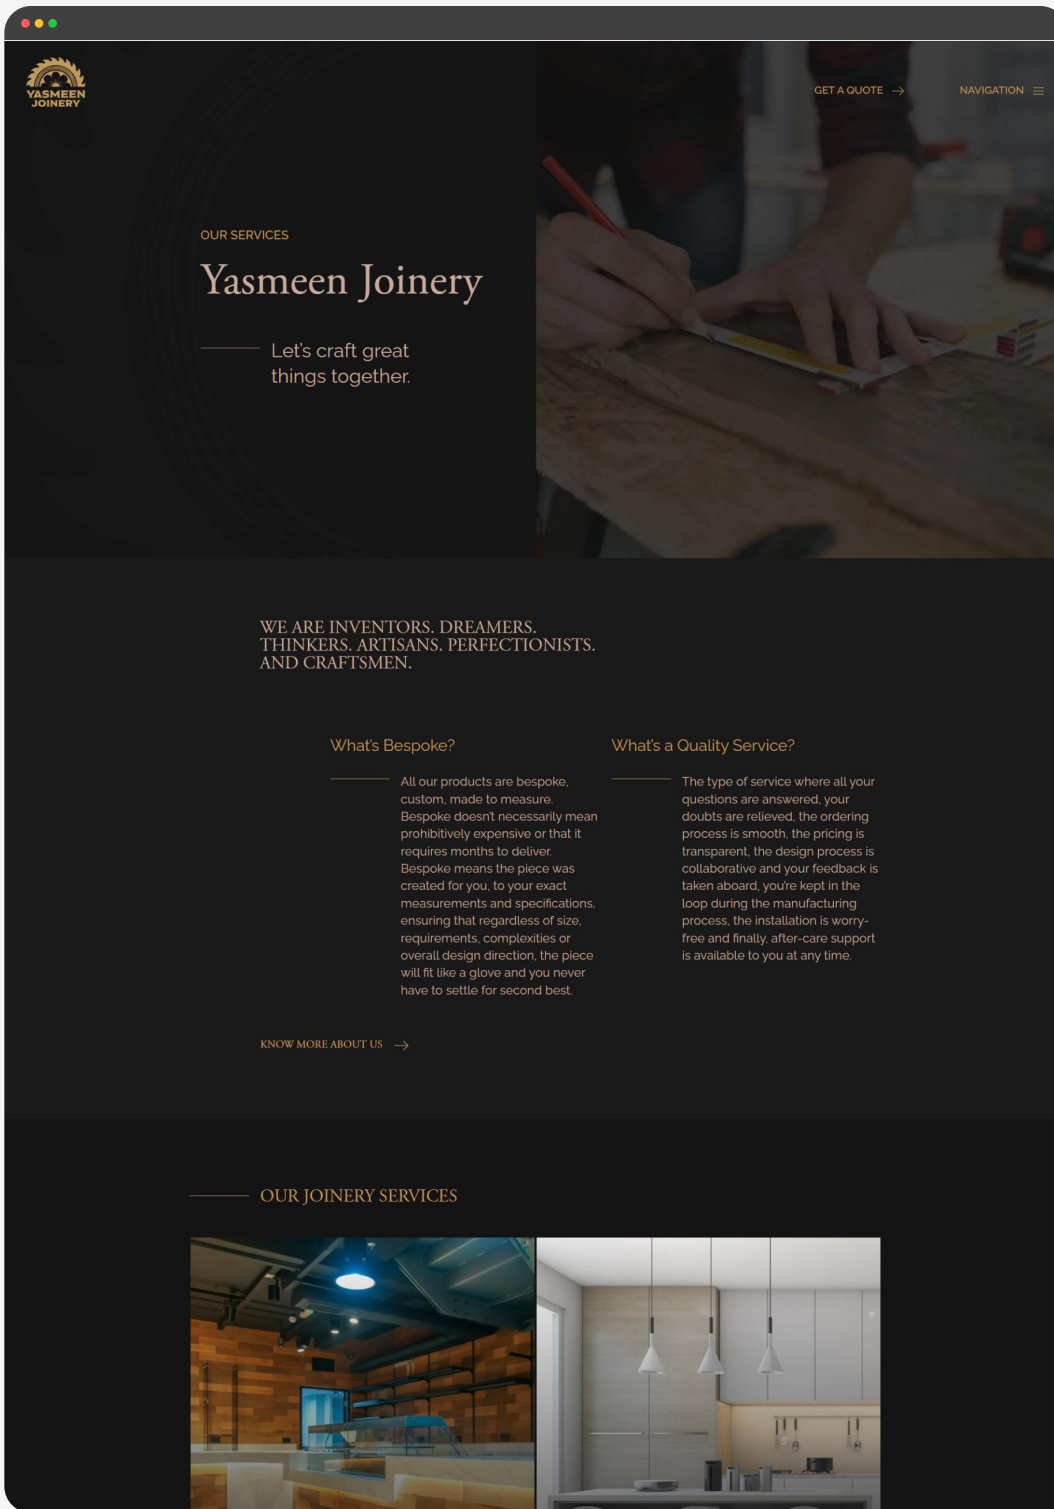 YASMEEN
JOINERY
GET A QUOTE
NAVIGATION
OUR SERVICES
Yasmeen Joinery
Let's craft great
things together.
WE ARE INVENTORS. DREAMERS.
THINKERS. ARTISANS. PERFECTIONISTS.
AND CRAFTSMEN.
What's Bespoke?
All our products are bespoke,
custom, made to measure.
Bespoke doesn't necessarily mean
prohibitively expensive or that it
requires months to deliver.
Bespoke means the piece was
created for you, to your exact
measurements and specifications,
ensuring that regardless of size,
requirements, complexities or
overall design direction, the piece
will fit like a glove and you never
have to settle for second best.
What's a Quality Service?
The type of service where all your
questions are answered, your
doubts are relieved, the ordering
process is smooth, the pricing is
transparent, the design process is
collaborative and your feedback is
taken aboard, you're kept in the
loop during the manufacturing
process, the installation is worry-
free and finally, after-care support
is available to you at any time.
KNOW MORE ABOUT US
OUR JOINERY SERVICES